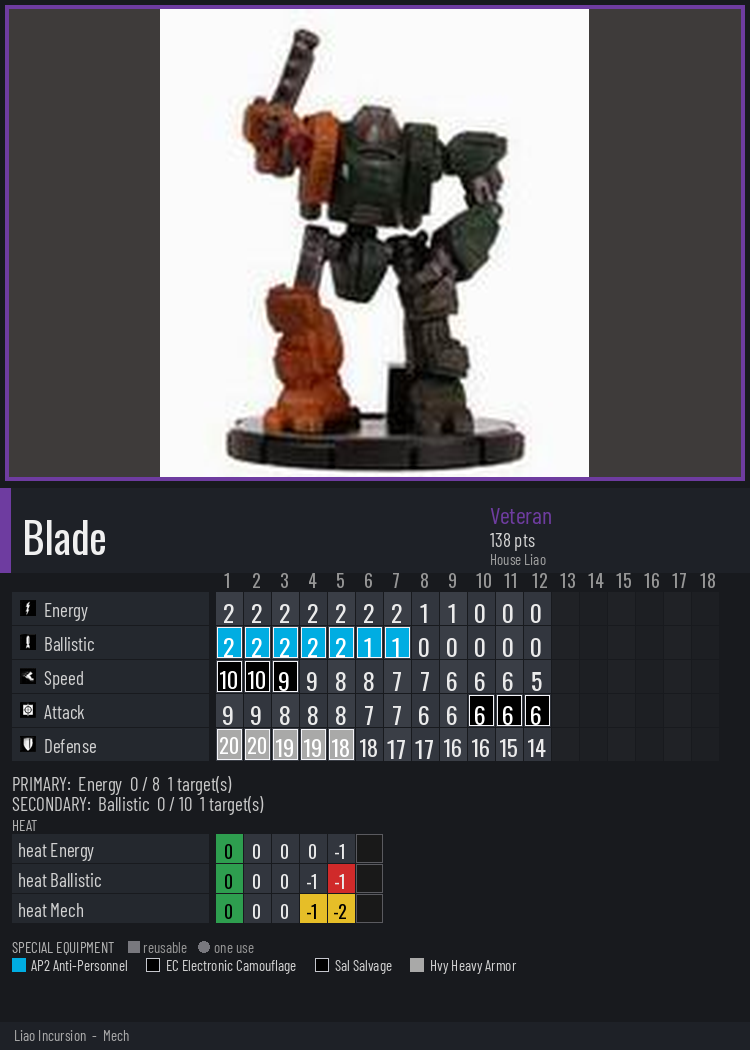 Blade
Veteran
138 pts
House Liao
1 2 3 4 5 6 7 8 9 10 11 12 13 14 15 16 17 18
Energy 2 2 2 2 2 2 2 1 1 0 0 0
Ballistic 2 2 2 2 2 1 1 0 0 0 0 0
Speed 10 10 9 9 8 8 7 7 6 6 6 5
Attack 9 9 8 8 8 7 7 6 6 6 6 6
Defense 20 20 19 19 18 18 17 17 16 16 15 14
PRIMARY: Energy 0 / 8 1 target(s)
SECONDARY: Ballistic 0 / 10 1 target(s)
HEAT
heat Energy 0 0 0 0 -1
heat Ballistic 0 0 0 -1 -1
heat Mech 0 0 0 -1 -2
SPECIAL EQUIPMENT reusable one use
AP2 Anti-Personnel EC Electronic Camouflage Sal Salvage Hvy Heavy Armor
Liao Incursion - Mech